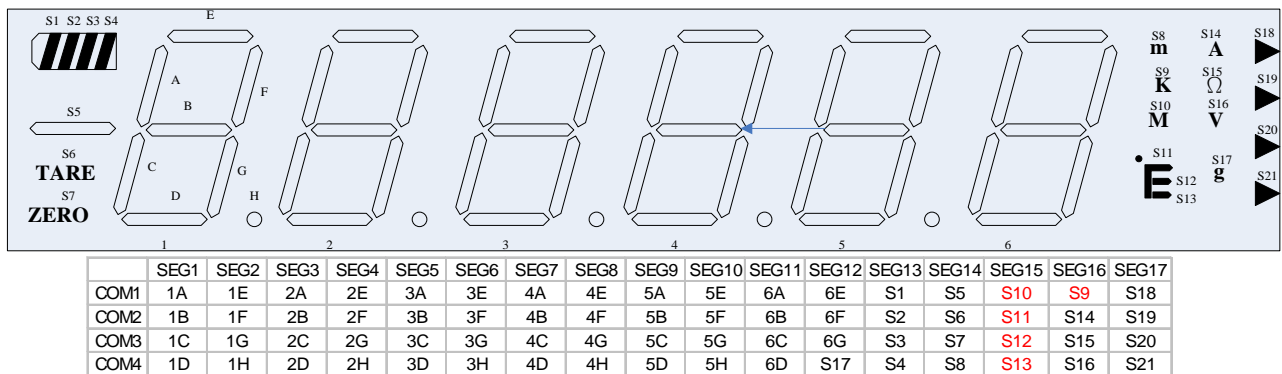 S1 S2 S3 S4
E
S8 S14 S18
m A
A
F
B
S9 S15 S19
K Ω
S10 S16
M V
S5
S20
S6
TARE
S11
S17
C
G
E
g
S12
S21
D
H
S13
S7
ZERO
1 2 3 4 5 6
SEG1 SEG2 SEG3 SEG4 SEG5 SEG6 SEG7 SEG8 SEG9 SEG10 SEG11 SEG12 SEG13 SEG14 SEG15 SEG16 SEG17
COM1 1A 1E 2A 2E 3A 3E 4A 4E 5A 5E 6A 6E S1 S5 S10 S9 S18
COM2 1B 1F 2B 2F 3B 3F 4B 4F 5B 5F 6B 6F S2 S6 S11 S14 S19
COM3 1C 1G 2C 2G 3C 3G 4C 4G 5C 5G 6C 6G S3 S7 S12 S15 S20
COM4 1D 1H 2D 2H 3D 3H 4D 4H 5D 5H 6D S17 S4 S8 S13 S16 S21